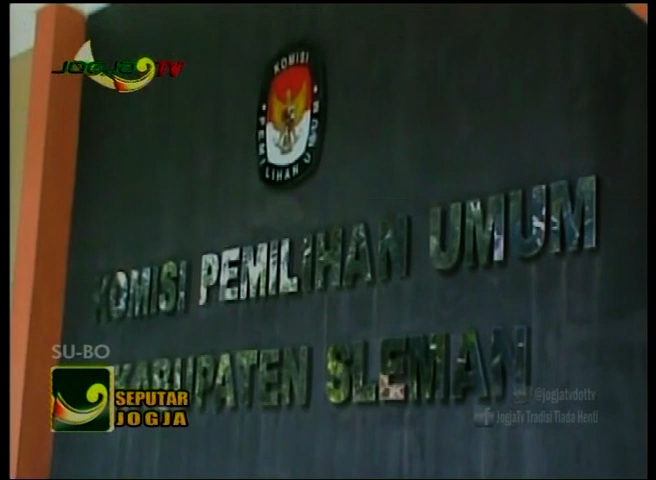 JOGJA TV
KOMISI
PEMILIHAN UMUM
KOMISI PEMILIHAN UMUM
KABUPATEN SLEMAN
SU-BO
SEPUTAR
JOGJA
@jogjatvdottv
JogjaTv Tradisi Tiada Henti